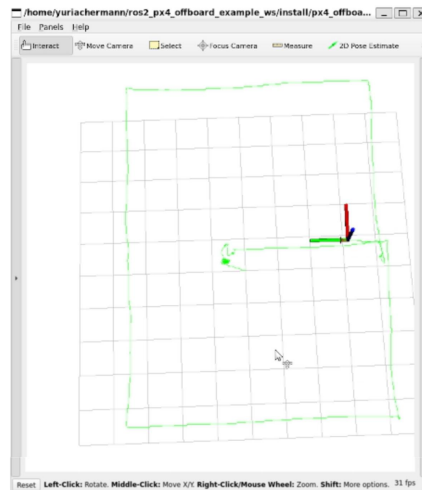 /home/yuriachermann/ros2_px4_offboard_example_ws/install/px4_offboa...
File Panels Help
Interact Move Camera Select Focus Camera Measure 2D Pose Estimate
Reset Left-Click: Rotate. Middle-Click: Move X/Y. Right-Click/Mouse Wheel: Zoom. Shift: More options. 31 fps